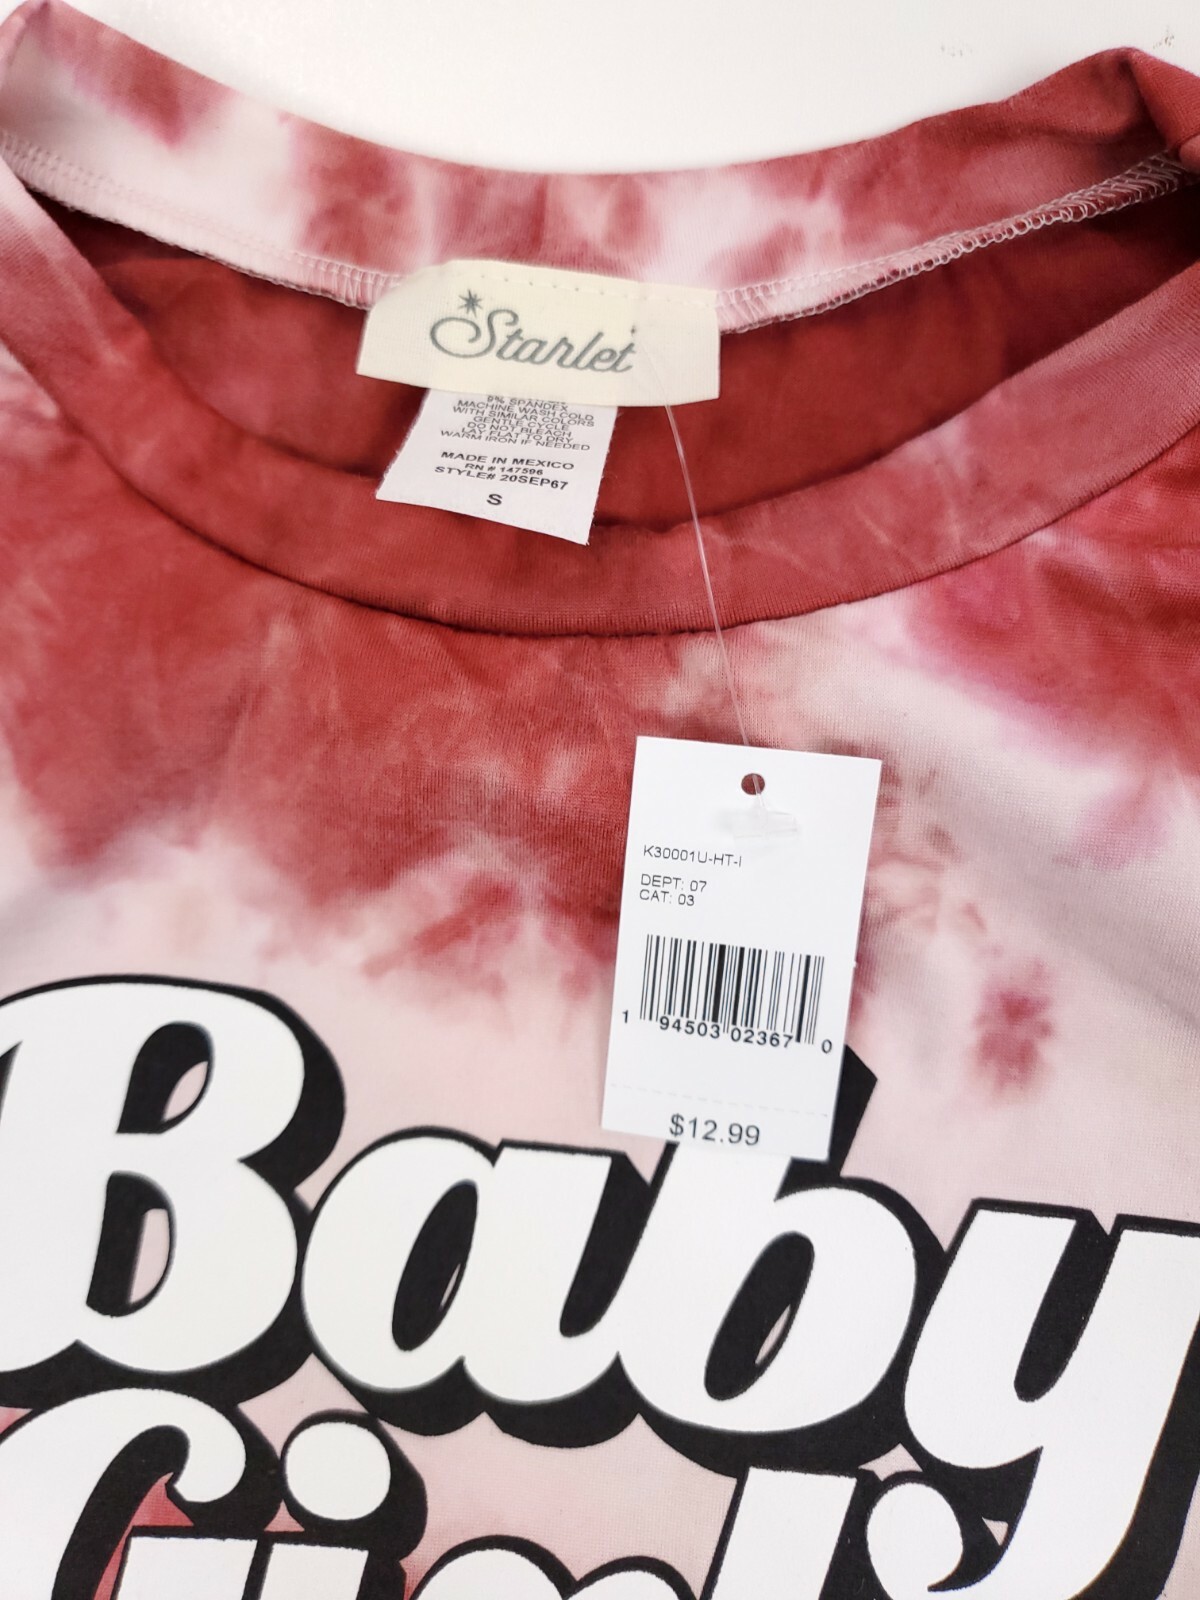 Starlet
9% SPANDEX
MACHINE WASH COLD
WITH SIMILAR COLORS
GENTLE CYCLE
DO NOT BLEACH
LAY FLAT TO DRY
WARM IRON IF NEEDED
MADE IN MEXICO
RN # 147596
STYLE# 20SEP67
S
K30001U-HT-I
DEPT: 07
CAT: 03
1 94503 02367 0
$12.99
Baby
Girl